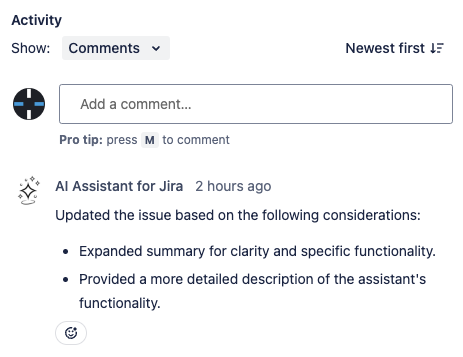 Activity
Show: Comments Newest first
Add a comment...
Pro tip: press M to comment
AI Assistant for Jira 2 hours ago
Updated the issue based on the following considerations:
• Expanded summary for clarity and specific functionality.
• Provided a more detailed description of the assistant's
functionality.